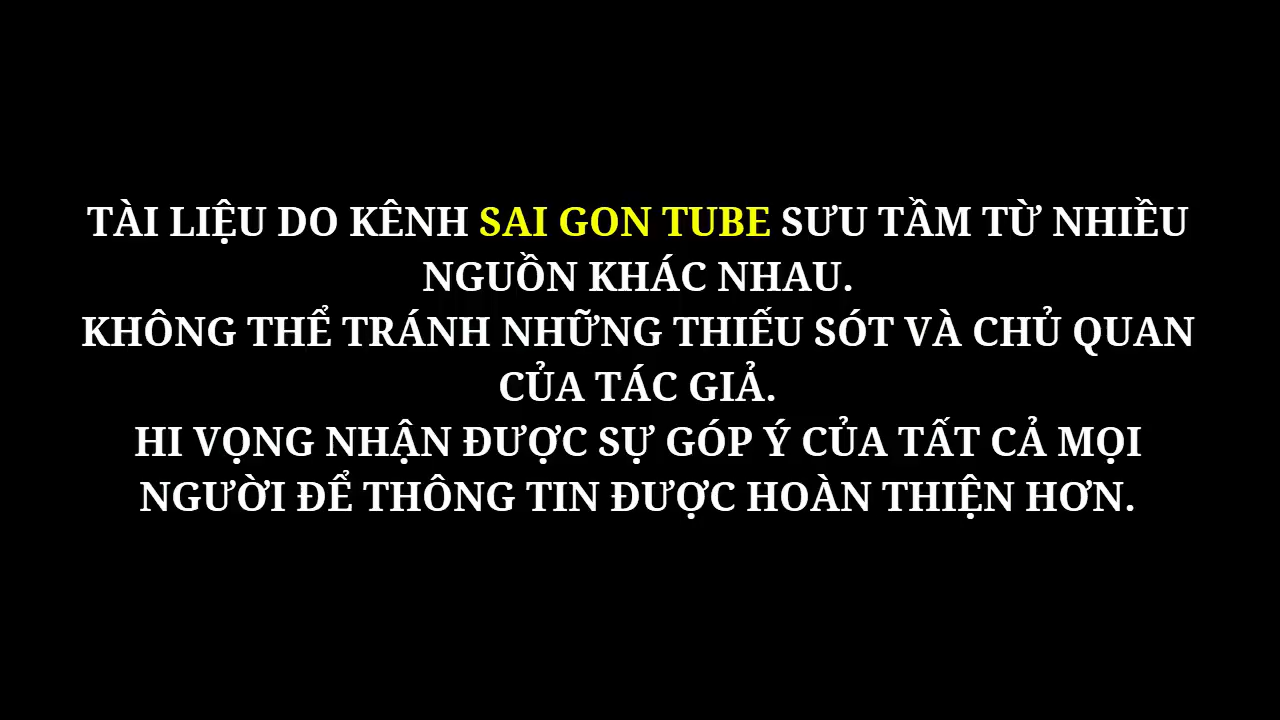 TÀI LIỆU DO KÊNH SAI GON TUBE SƯU TẦM TỪ NHIỀU
NGUỒN KHÁC NHAU.
KHÔNG THỂ TRÁNH NHỮNG THIẾU SÓT VÀ CHỦ QUAN
CỦA TÁC GIẢ.
HI VỌNG NHẬN ĐƯỢC SỰ GÓP Ý CỦA TẤT CẢ MỌI
NGƯỜI ĐỂ THÔNG TIN ĐƯỢC HOÀN THIỆN HƠN.